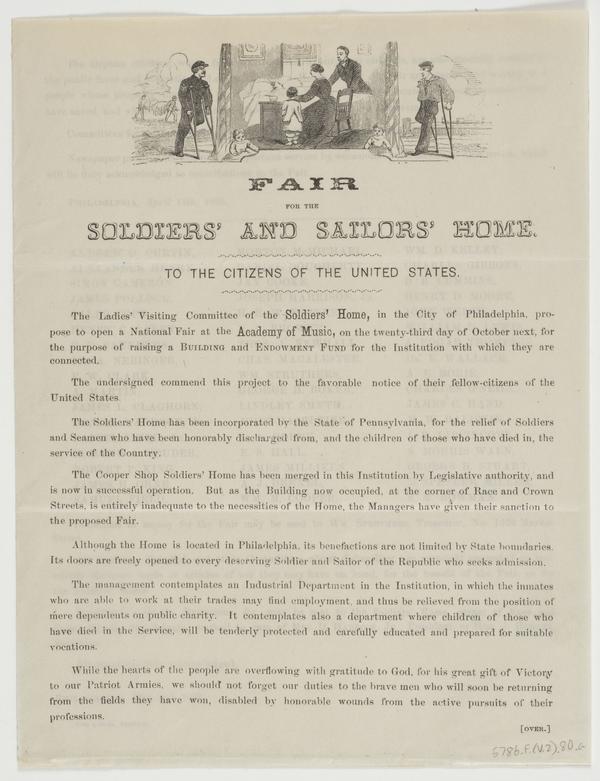 FAIR
FOR THE
SOLDIERS' AND SAILORS' HOME.
TO THE CITIZENS OF THE UNITED STATES.
The Ladies' Visiting Committee of the Soldiers' Home, in the City of Philadelphia, pro-
pose to open a National Fair at the Academy of Music, on the twenty-third day of October next, for
the purpose of raising a BUILDING and ENDOWMENT FUND for the Institution with which they are
connected.
The undersigned commend this project to the favorable notice of their fellow-citizens of the
United States.
The Soldiers' Home has been incorporated by the State of Pennsylvania, for the relief of Soldiers
and Seamen who have been honorably discharged from, and the children of those who have died in, the
service of the Country.
The Cooper Shop Soldiers' Home has been merged in this Institution by Legislative authority, and
is now in successful operation. But as the Building now occupied, at the corner of Race and Crown
Streets, is entirely inadequate to the necessities of the Home, the Managers have given their sanction to
the proposed Fair.
Although the Home is located in Philadelphia, its benefactions are not limited by State boundaries.
Its doors are freely opened to every deserving Soldier and Sailor of the Republic who seeks admission.
The management contemplates an Industrial Department in the Institution, in which the inmates
who are able to work at their trades may find employment, and thus be relieved from the position of
mere dependents on public charity. It contemplates also a department where children of those who
have died in the Service, will be tenderly protected and carefully educated and prepared for suitable
vocations.
While the hearts of the people are overflowing with gratitude to God, for his great gift of Victory
to our Patriot Armies, we should not forget our duties to the brave men who will soon be returning
from the fields they have won, disabled by honorable wounds from the active pursuits of their
professions.
[OVER.]
5786.F.(V.2).80.a